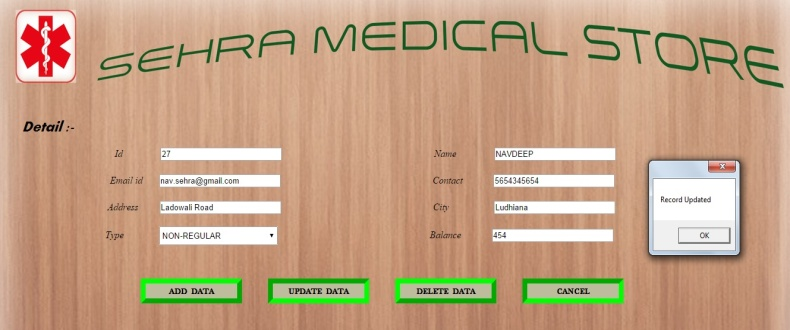 SEHRA MEDICAL STORE
Detail :-
Id 27 Name NAVDEEP
Email id nav.sehra@gmail.com Contact 5654345654
Address Ladowali Road City Ludhiana
Type NON-REGULAR Balance 454
Record Updated
OK
ADD DATA UPDATE DATA DELETE DATA CANCEL